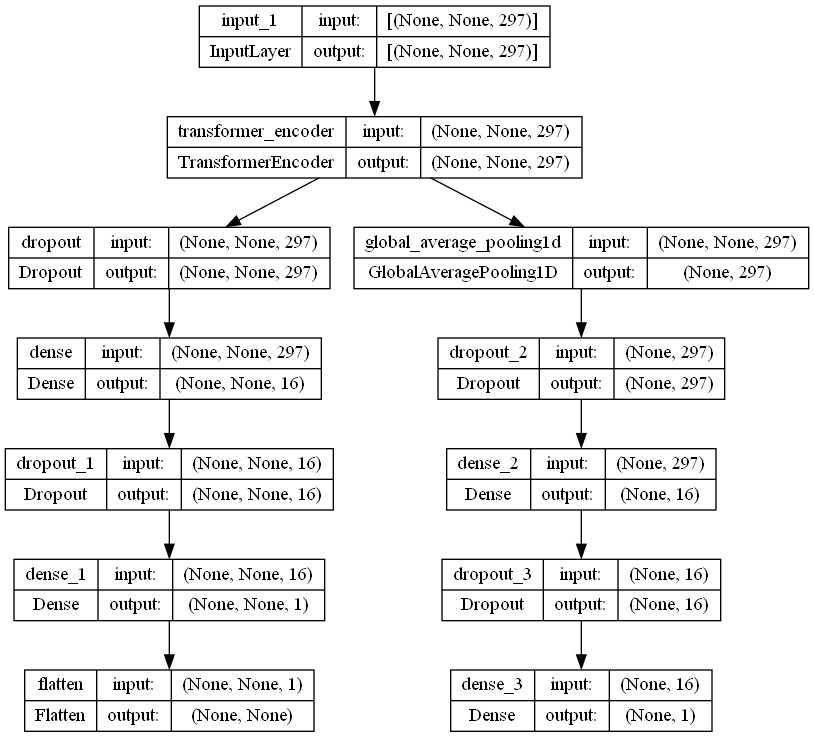 input_1 input: [(None, None, 297)]
InputLayer output: [(None, None, 297)]
transformer_encoder input: (None, None, 297)
TransformerEncoder output: (None, None, 297)
dropout input: (None, None, 297)
Dropout output: (None, None, 297)
global_average_pooling1d input: (None, None, 297)
GlobalAveragePooling1D output: (None, 297)
dense input: (None, None, 297)
Dense output: (None, None, 16)
dropout_2 input: (None, 297)
Dropout output: (None, 297)
dropout_1 input: (None, None, 16)
Dropout output: (None, None, 16)
dense_2 input: (None, 297)
Dense output: (None, 16)
dense_1 input: (None, None, 16)
Dense output: (None, None, 1)
dropout_3 input: (None, 16)
Dropout output: (None, 16)
flatten input: (None, None, 1)
Flatten output: (None, None)
dense_3 input: (None, 16)
Dense output: (None, 1)